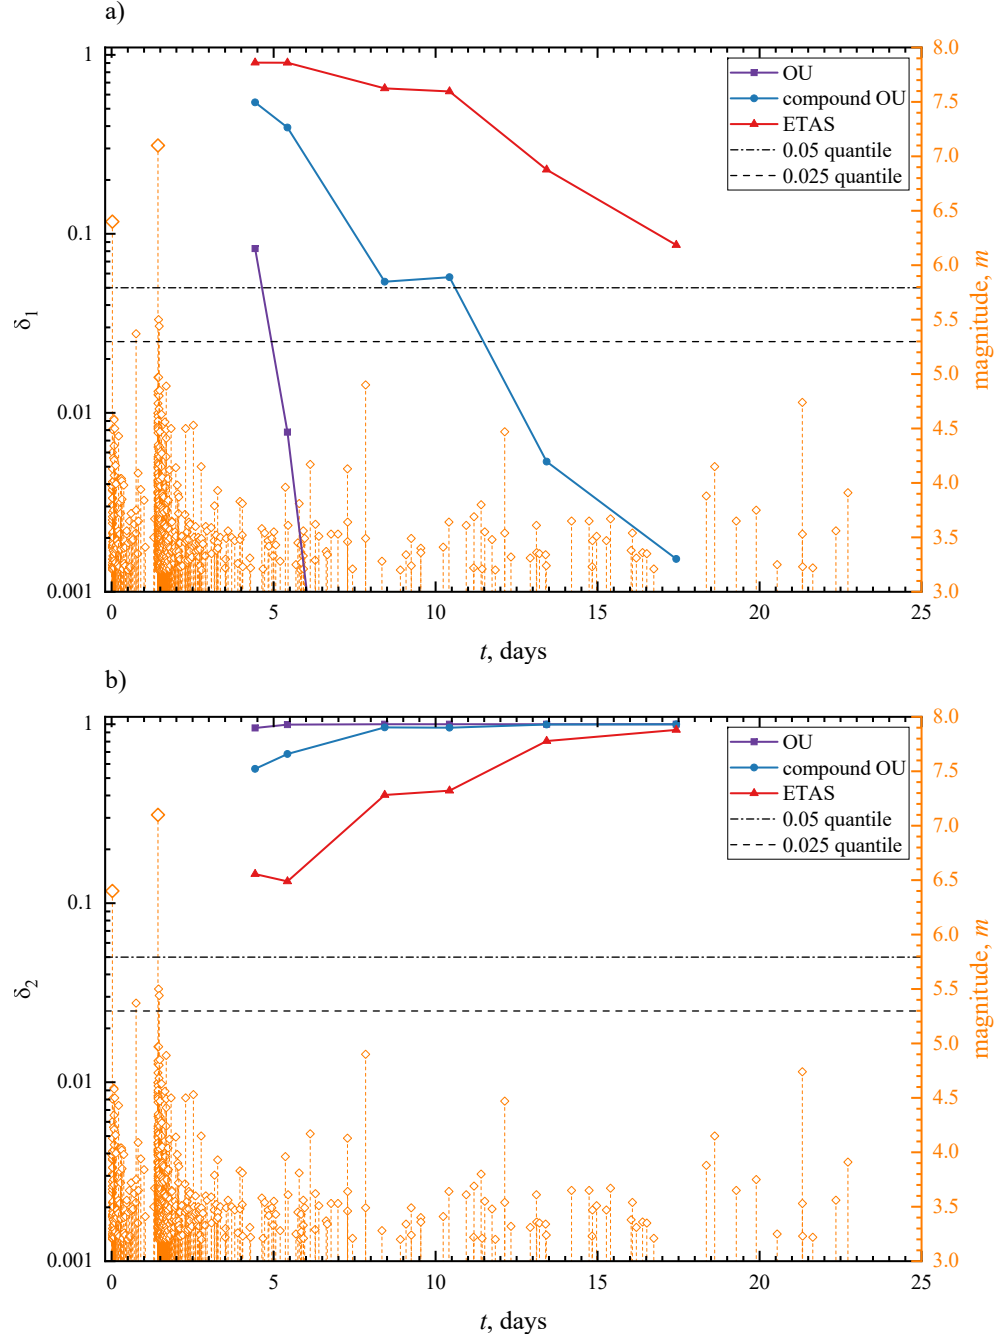 a)
1
0.1
0.01
0.001
δ1
8.0
7.5
7.0
6.5
6.0
5.5
5.0
4.5
4.0
3.5
3.0
magnitude, m
OU
compound OU
ETAS
0.05 quantile
0.025 quantile
0 5 10 15 20 25
t, days
b)
1
0.1
0.01
0.001
δ2
8.0
7.5
7.0
6.5
6.0
5.5
5.0
4.5
4.0
3.5
3.0
magnitude, m
OU
compound OU
ETAS
0.05 quantile
0.025 quantile
0 5 10 15 20 25
t, days